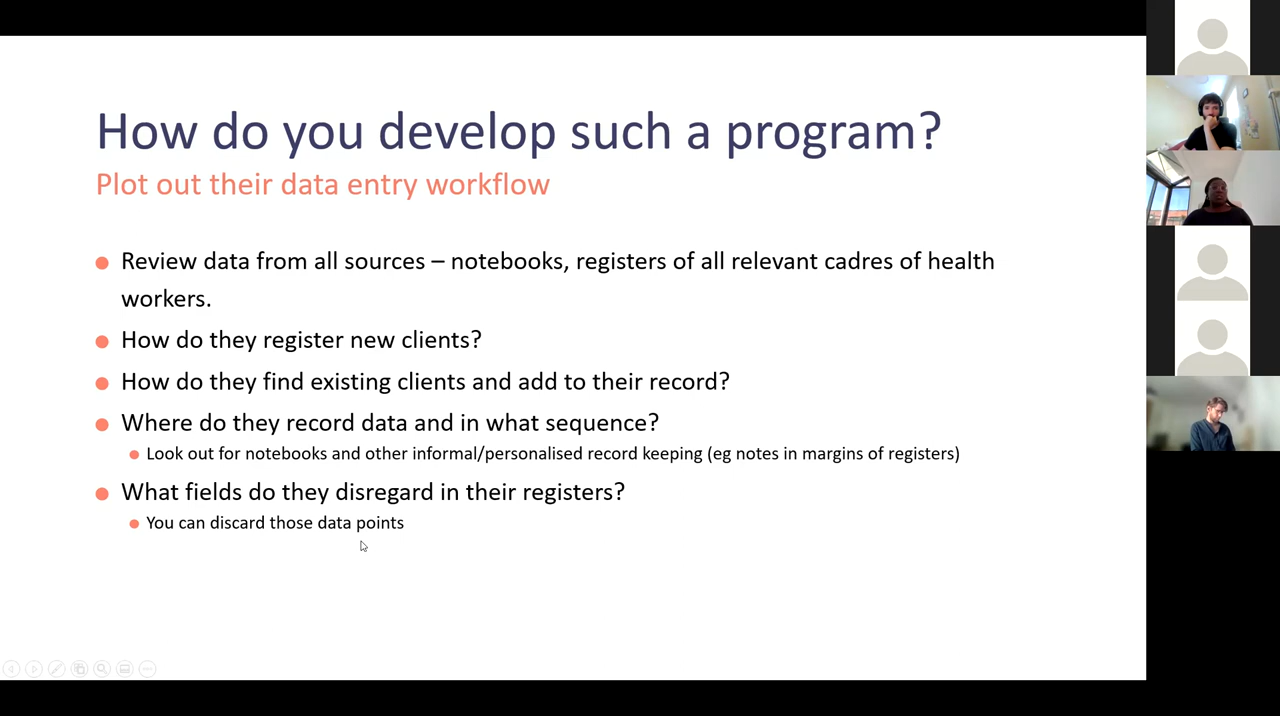 How do you develop such a program?
Plot out their data entry workflow
Review data from all sources – notebooks, registers of all relevant cadres of health
workers.
How do they register new clients?
How do they find existing clients and add to their record?
Where do they record data and in what sequence?
Look out for notebooks and other informal/personalised record keeping (eg notes in margins of registers)
What fields do they disregard in their registers?
You can discard those data points